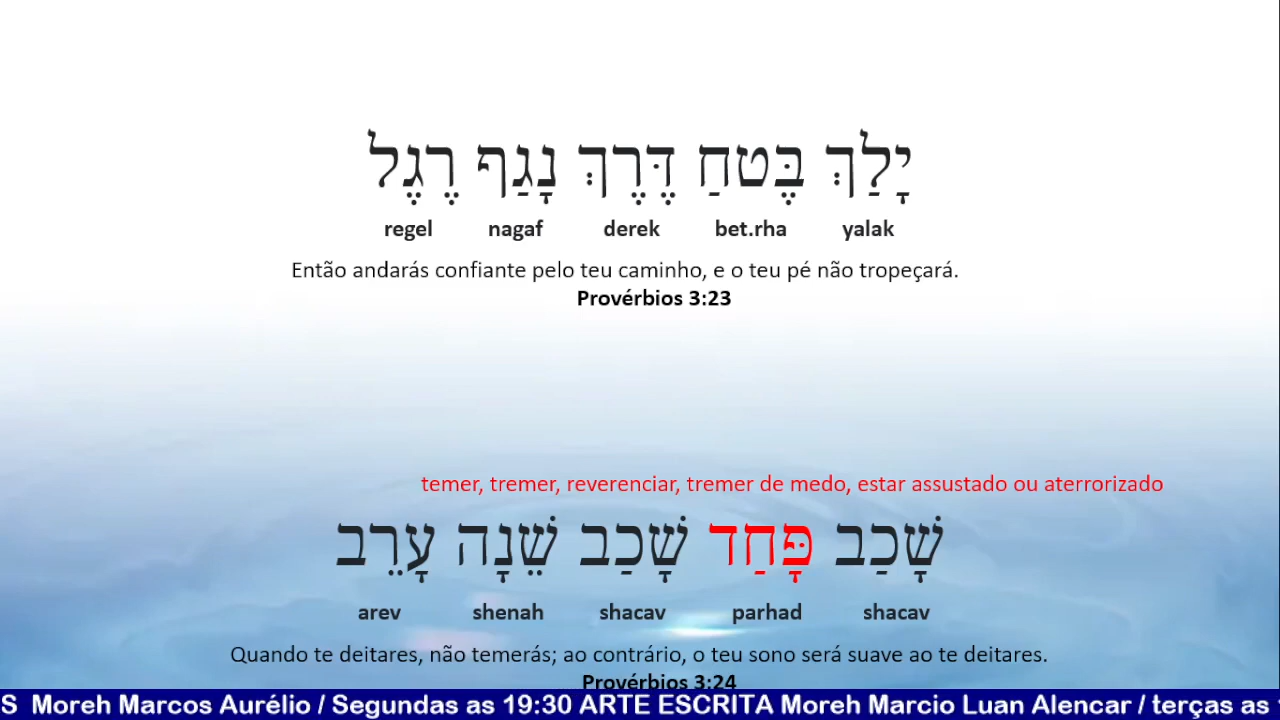 יָלַךְ בֶּטחַ דֶּרֶךְ נָגַף רֶגֶל
regel nagaf derek bet.rha yalak
Então andarás confiante pelo teu caminho, e o teu pé não tropeçará.
Provérbios 3:23
temer, tremer, reverenciar, tremer de medo, estar assustado ou aterrorizado
שָׁכַב פָּחַד שָׁכַב שֵׁנָה עָרֵב
arev shenah shacav parhad shacav
Quando te deitares, não temerás; ao contrário, o teu sono será suave ao te deitares.
Provérbios 3:24
S Moreh Marcos Aurélio / Segundas as 19:30 ARTE ESCRITA Moreh Marcio Luan Alencar / terças as